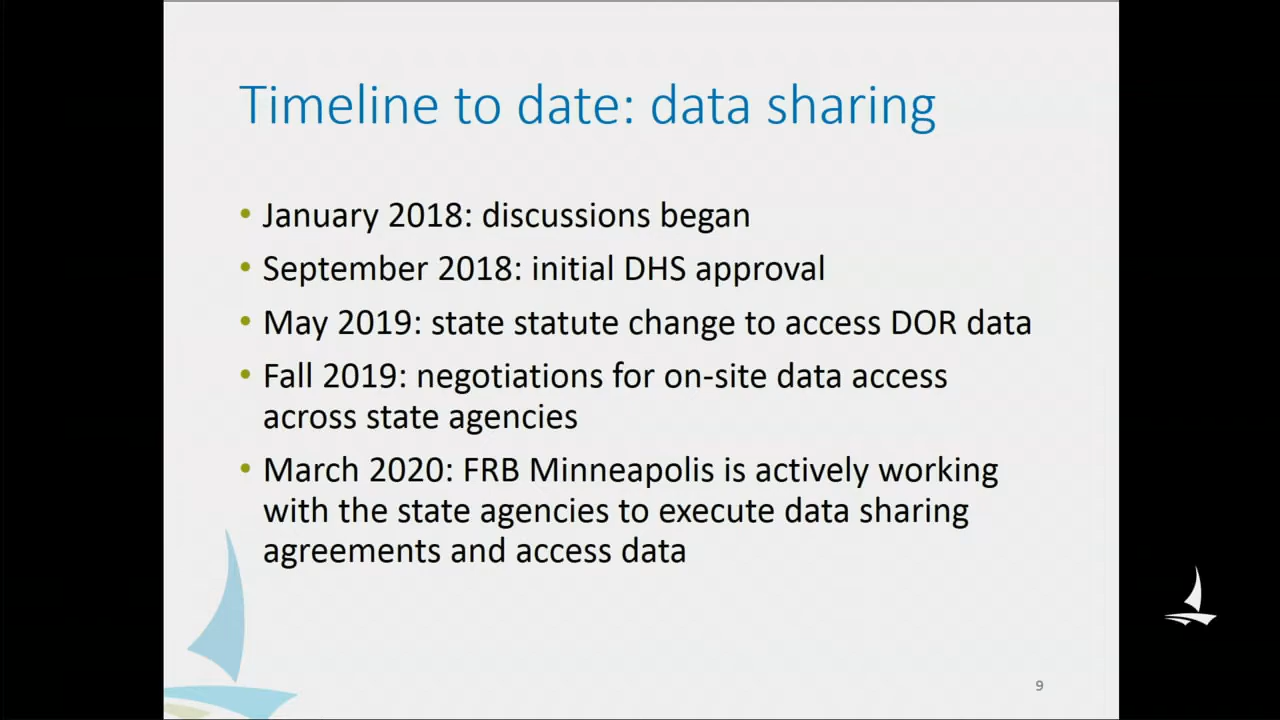 Timeline to date: data sharing
• January 2018: discussions began
• September 2018: initial DHS approval
• May 2019: state statute change to access DOR data
• Fall 2019: negotiations for on-site data access
across state agencies
• March 2020: FRB Minneapolis is actively working
with the state agencies to execute data sharing
agreements and access data
9